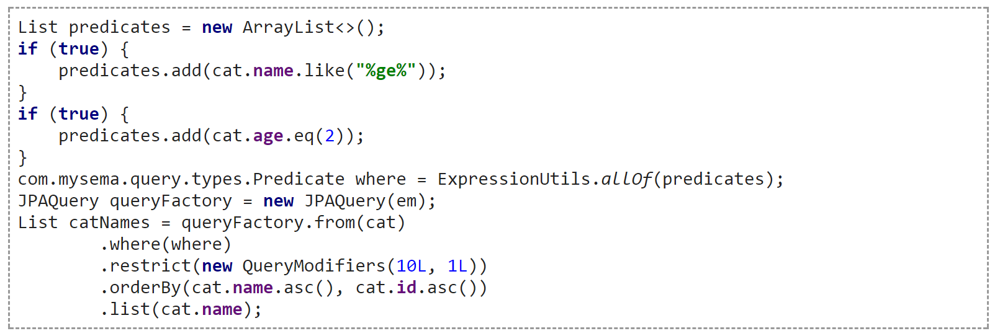 List predicates = new ArrayList<>();
if (true) {
    predicates.add(cat.name.like("%ge%"));
}
if (true) {
    predicates.add(cat.age.eq(2));
}
com.mysema.query.types.Predicate where = ExpressionUtils.allOf(predicates);
JPAQuery queryFactory = new JPAQuery(em);
List catNames = queryFactory.from(cat)
        .where(where)
        .restrict(new QueryModifiers(10L, 1L))
        .orderBy(cat.name.asc(), cat.id.asc())
        .list(cat.name);